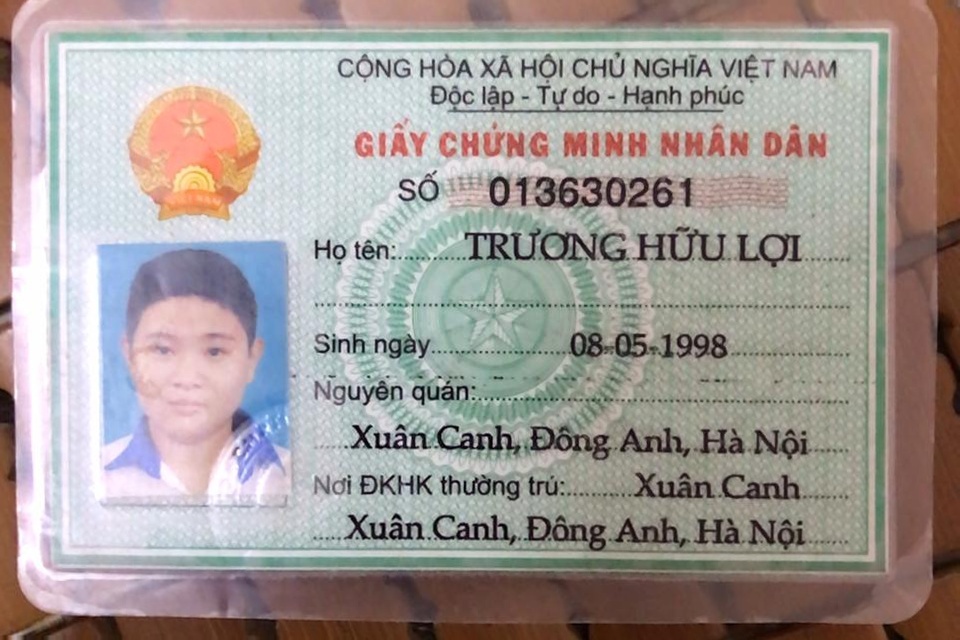 CỘNG HÒA XÃ HỘI CHỦ NGHĨA VIỆT NAM
Độc lập - Tự do - Hạnh phúc
GIẤY CHỨNG MINH NHÂN DÂN
SỐ 013630261
Họ tên: TRƯƠNG HỮU LỢI
Sinh ngày 08-05-1998
Nguyên quán:
Xuân Canh, Đông Anh, Hà Nội
Nơi ĐKHK thường trú: Xuân Canh
Xuân Canh, Đông Anh, Hà Nội